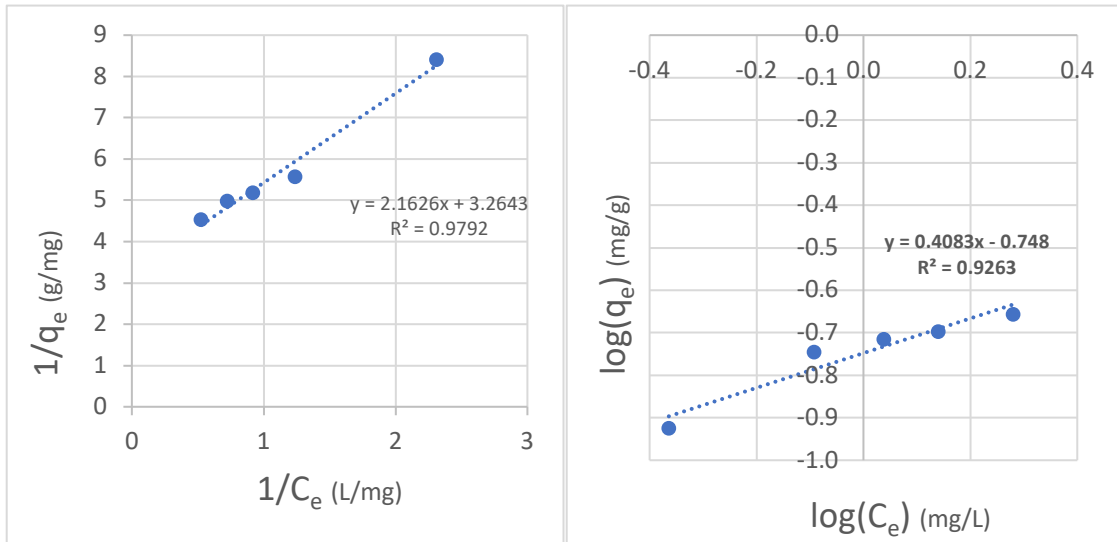 9
8
7
6
5
4
3
2
1
0
0 1 2 3
y = 2.1626x + 3.2643
R² = 0.9792
1/qₑ (g/mg)
1/Cₑ (L/mg)
0.0
-0.4 -0.2 0.0 0.2 0.4
-0.1
-0.2
-0.3
-0.4
-0.5
-0.6
-0.7
-0.8
-0.9
-1.0
y = 0.4083x - 0.748
R² = 0.9263
log(qₑ) (mg/g)
log(Cₑ) (mg/L)